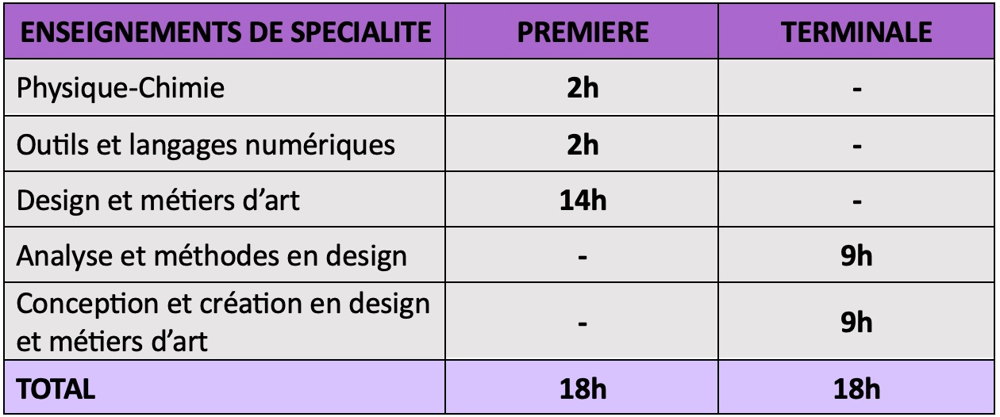 ENSEIGNEMENTS DE SPECIALITE PREMIERE TERMINALE
Physique-Chimie 2h -
Outils et langages numériques 2h -
Design et métiers d’art 14h -
Analyse et méthodes en design - 9h
Conception et création en design
et métiers d’art - 9h
TOTAL 18h 18h